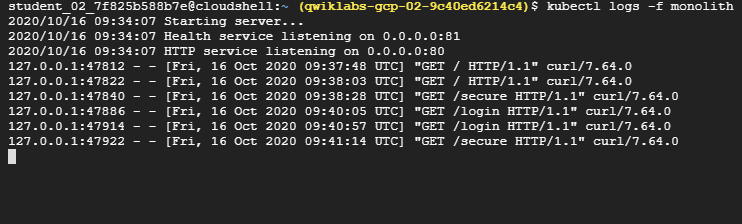 student_02_7f825b588b7e@cloudshell:~ (qwiklabs-gcp-02-9c40ed6214c4)$ kubectl logs -f monolith
2020/10/16 09:34:07 Starting server...
2020/10/16 09:34:07 Health service listening on 0.0.0.0:81
2020/10/16 09:34:07 HTTP service listening on 0.0.0.0:80
127.0.0.1:47812 - - [Fri, 16 Oct 2020 09:37:48 UTC] "GET / HTTP/1.1" curl/7.64.0
127.0.0.1:47822 - - [Fri, 16 Oct 2020 09:38:03 UTC] "GET / HTTP/1.1" curl/7.64.0
127.0.0.1:47840 - - [Fri, 16 Oct 2020 09:38:28 UTC] "GET /secure HTTP/1.1" curl/7.64.0
127.0.0.1:47886 - - [Fri, 16 Oct 2020 09:40:05 UTC] "GET /login HTTP/1.1" curl/7.64.0
127.0.0.1:47914 - - [Fri, 16 Oct 2020 09:40:57 UTC] "GET /login HTTP/1.1" curl/7.64.0
127.0.0.1:47922 - - [Fri, 16 Oct 2020 09:41:14 UTC] "GET /secure HTTP/1.1" curl/7.64.0